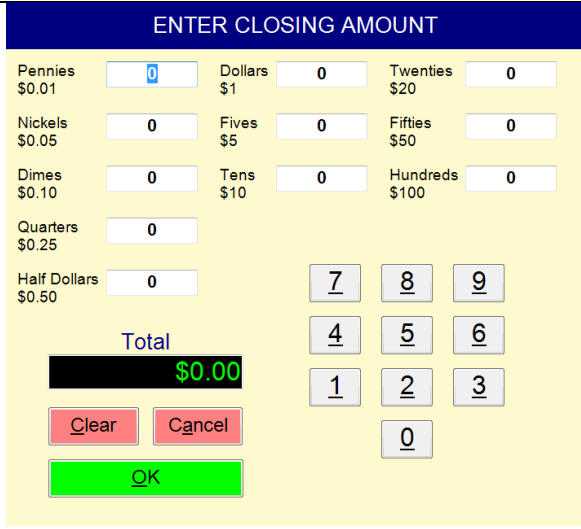 ENTER CLOSING AMOUNT
Pennies 0 Dollars 0 Twenties 0
$0.01 $1 $20
Nickels 0 Fives 0 Fifties 0
$0.05 $5 $50
Dimes 0 Tens 0 Hundreds 0
$0.10 $10 $100
Quarters 0
$0.25
Half Dollars 0
$0.50
7 8 9
Total
4 5 6
$0.00
1 2 3
Clear Cancel
0
OK